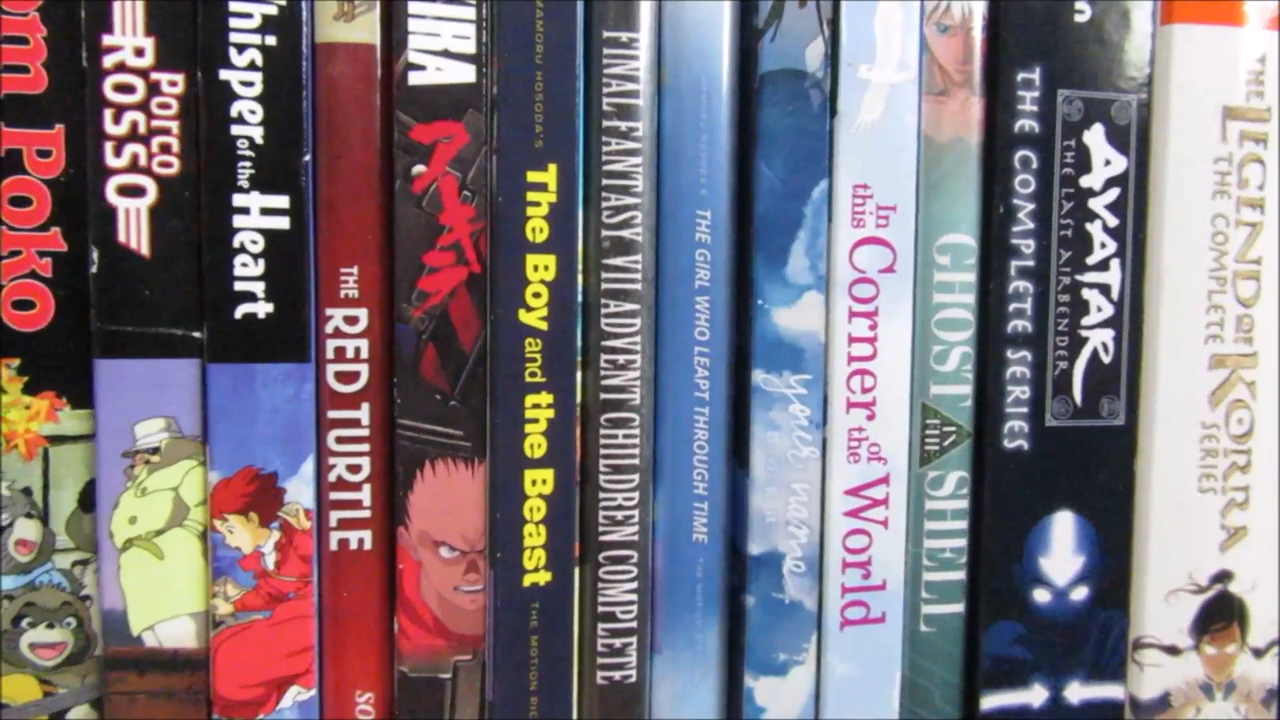 om Poko
Porco
ROSSO
hisper of the Heart
THE RED TURTLE
SO
IRA
アキラ
MAMORU HOSODA'S The Boy and the Beast THE MOTION PIC
FINAL FANTASY VII ADVENT CHILDREN COMPLETE
THE GIRL WHO LEAPT THROUGH TIME
your name
In
this Corner of
the World
GHOST IN THE SHELL
n
THE COMPLETE SERIES
AVATAR
THE LAST AIRBENDER
THE LEGEND OF KORRA
THE COMPLETE SERIES